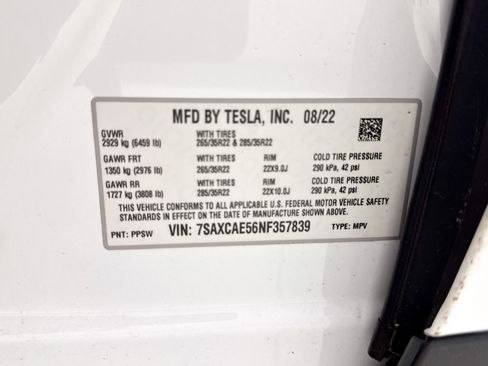 MFD BY TESLA, INC. 08/22
GVWR WITH TIRES
2929 kg (6459 lb) 265/35R22 & 285/35R22
GAWR FRT WITH TIRES RIM COLD TIRE PRESSURE
1350 kg (2976 lb) 265/35R22 22X9.0J 290 kPa, 42 psi
GAWR RR WITH TIRES RIM COLD TIRE PRESSURE
1727 kg (3808 lb) 285/35R22 22X10.0J 290 kPa, 42 psi
THIS VEHICLE CONFORMS TO ALL APPLICABLE U.S. FEDERAL MOTOR VEHICLE SAFETY
STANDARDS IN EFFECT ON THE DATE OF MANUFACTURE SHOWN ABOVE.
PNT: PPSW VIN: 7SAXCAE56NF357839 TYPE: MPV